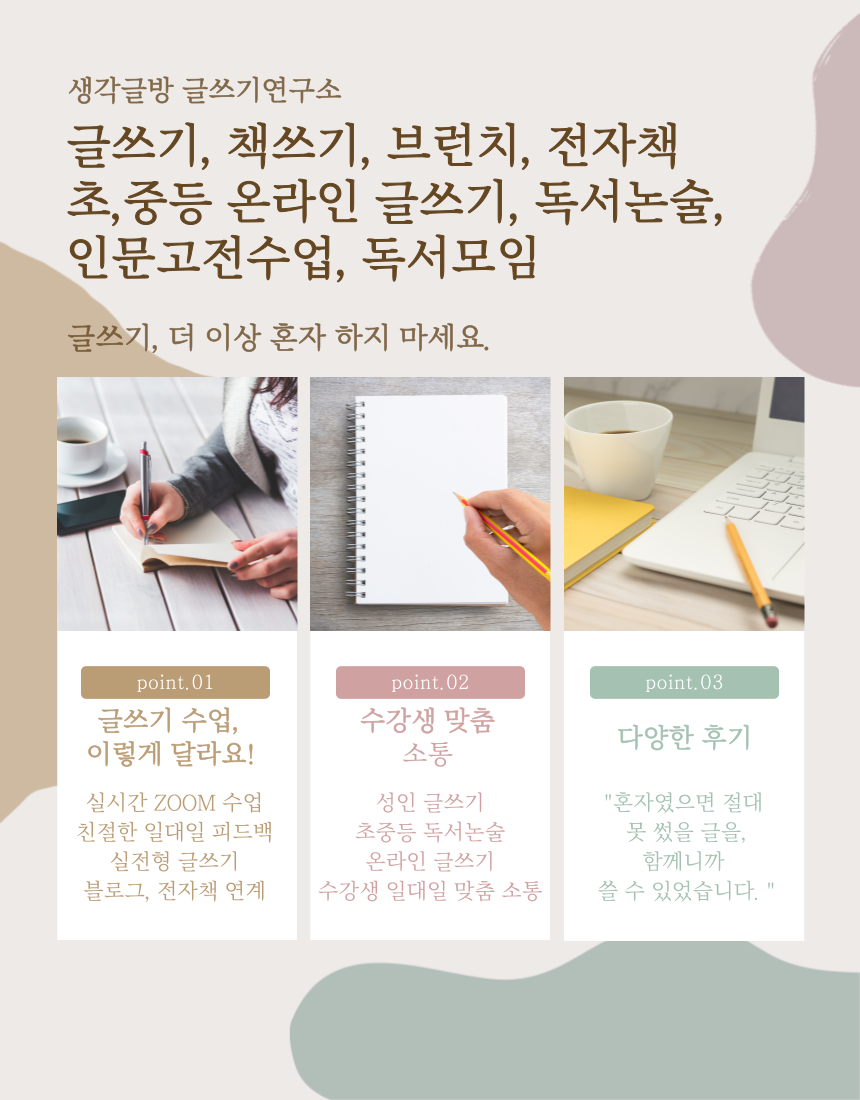 생각글방 글쓰기연구소
글쓰기, 책쓰기, 브런치, 전자책
초,중등 온라인 글쓰기, 독서논술,
인문고전수업, 독서모임
글쓰기, 더 이상 혼자 하지 마세요.
point.01
글쓰기 수업,
이렇게 달라요!
실시간 ZOOM 수업
친절한 일대일 피드백
실전형 글쓰기
블로그, 전자책 연계
point.02
수강생 맞춤
소통
성인 글쓰기
초중등 독서논술
온라인 글쓰기
수강생 일대일 맞춤 소통
point.03
다양한 후기
"혼자였으면 절대
못 썼을 글을,
함께니까
쓸 수 있었습니다. "